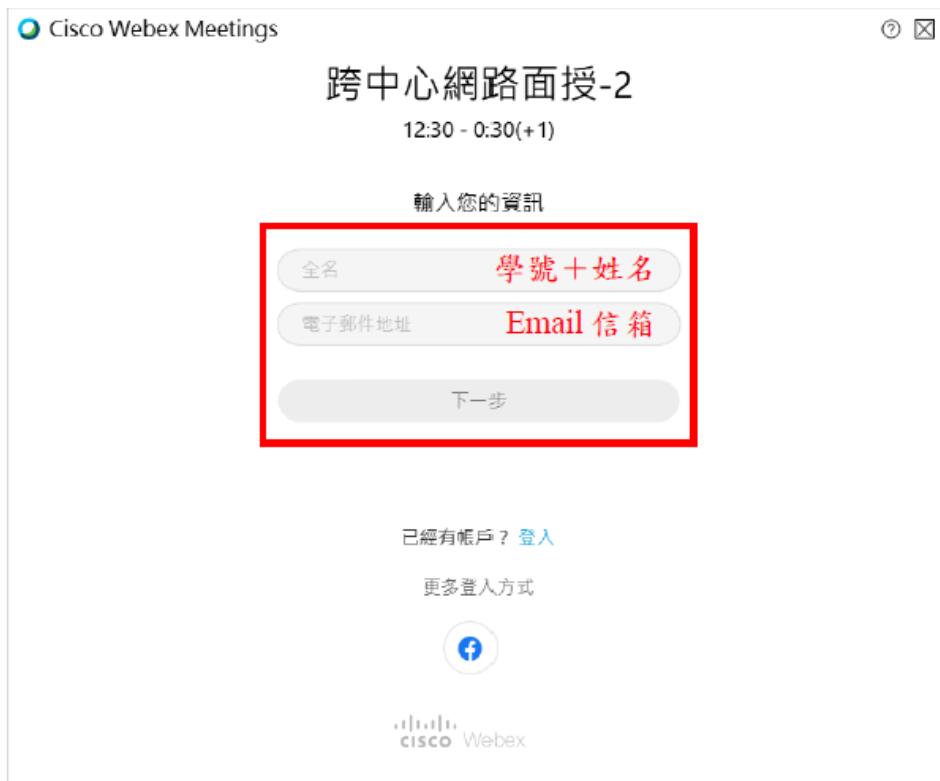 Cisco Webex Meetings
跨中心網路面授-2
12:30 - 0:30(+1)
輸入您的資訊
全名 學號＋姓名
電子郵件地址 Email 信箱
下一步
已經有帳戶？ 登入
更多登入方式
cisco Webex